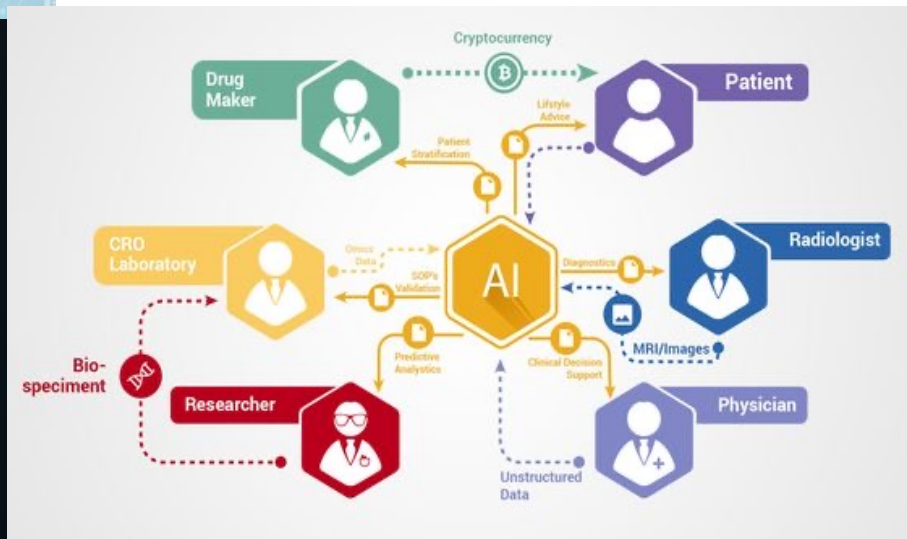 Cryptocurrency
Drug
Maker
Patient
Lifstyle
Advice
Patient
Stratification
CRO
Laboratory
Omics
Data
SOP's
Validation
AI
Diagnostics
Radiologist
MRI/Images
Bio-
speciment
Predictive
Analystics
Clinical Decision
Support
Researcher
Physician
Unstructured
Data